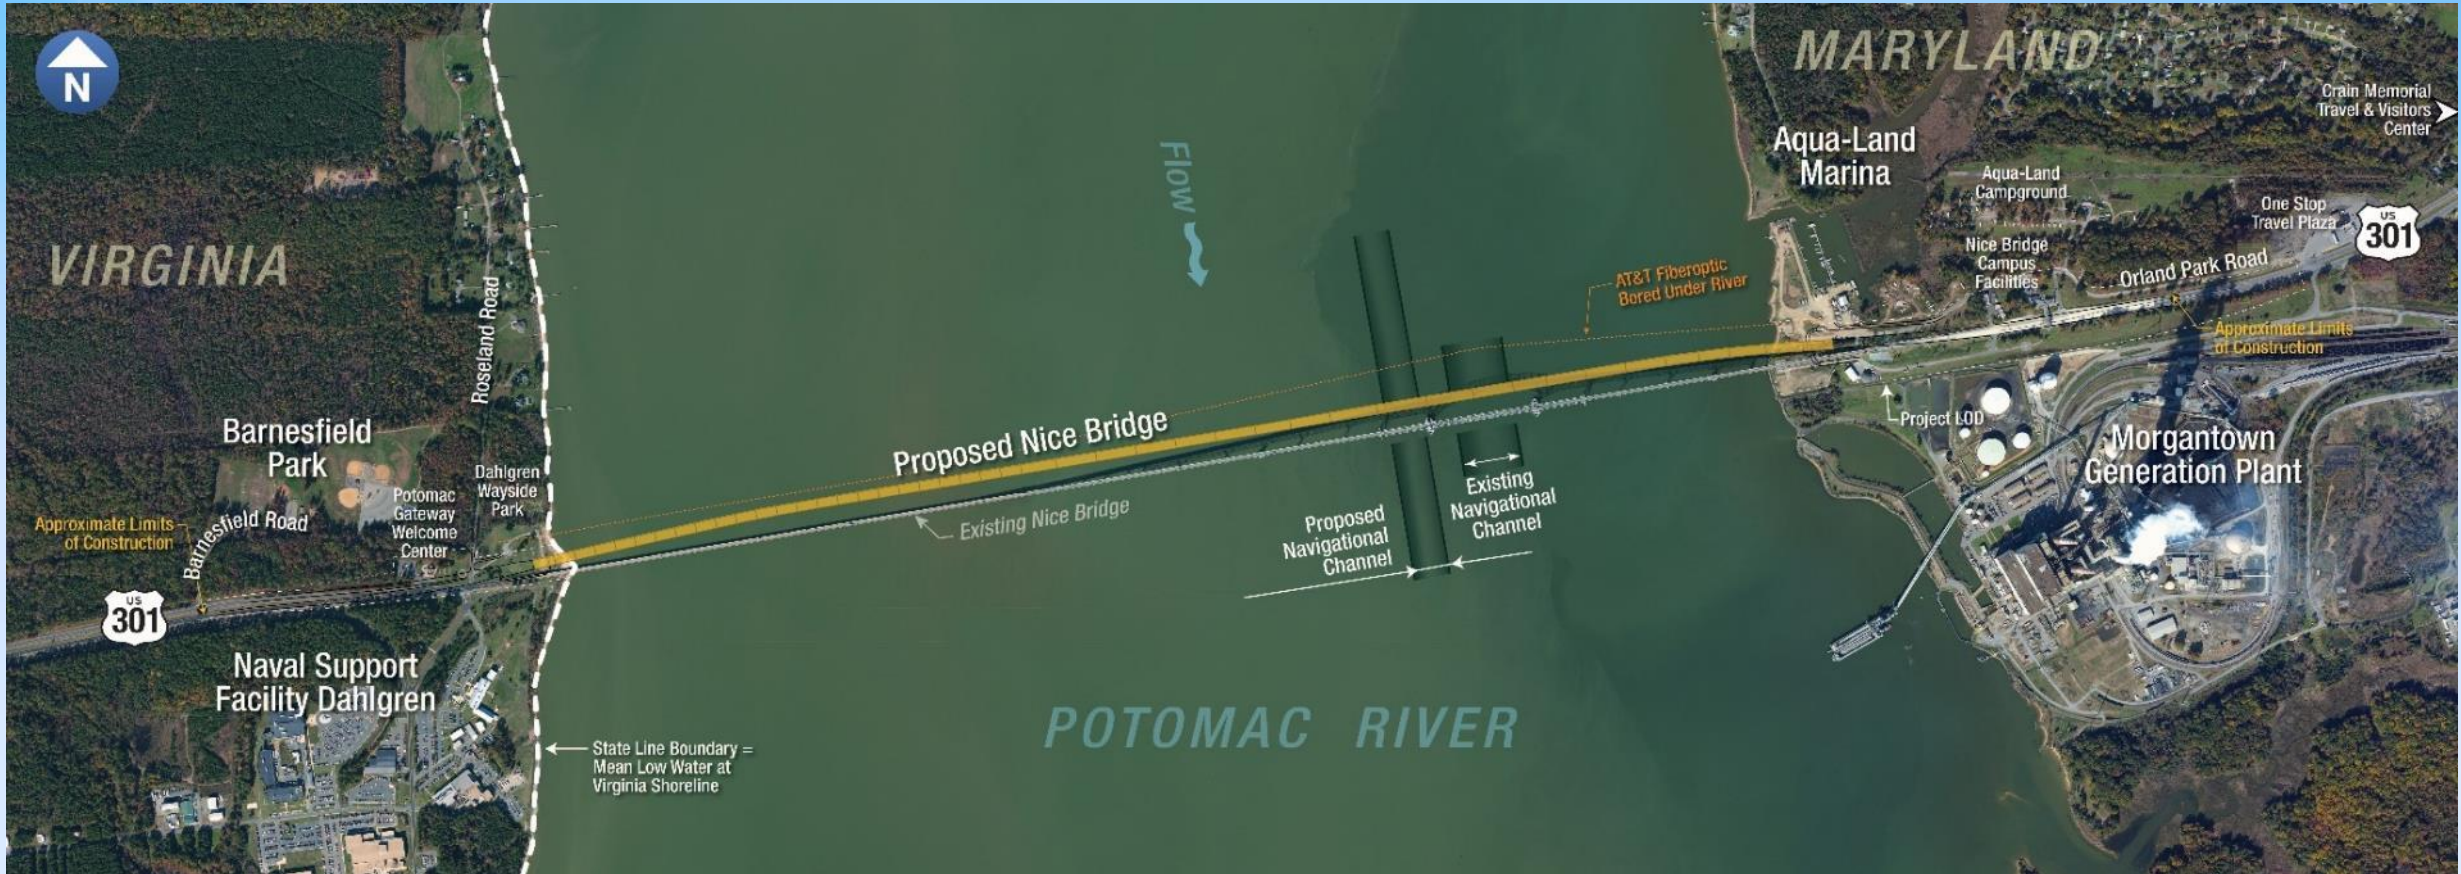 N
VIRGINIA
Roseland Road
Barnesfield
Park
Dahlgren
Wayside
Park
Potomac
Gateway
Welcome
Center
Approximate Limits
of Construction
Barnesfield Road
US
301
Naval Support
Facility Dahlgren
State Line Boundary =
Mean Low Water at
Virginia Shoreline
Flow
Proposed Nice Bridge
Existing Nice Bridge
Proposed
Navigational
Channel
Existing
Navigational
Channel
POTOMAC RIVER
AT&T Fiberoptic
Bored Under River
MARYLAND
Crain Memorial
Travel & Visitors
Center
Aqua-Land
Marina
Aqua-Land
Campground
One Stop
Travel Plaza
US
301
Nice Bridge
Campus
Facilities
Orland Park Road
Approximate Limits
of Construction
Project LOD
Morgantown
Generation Plant